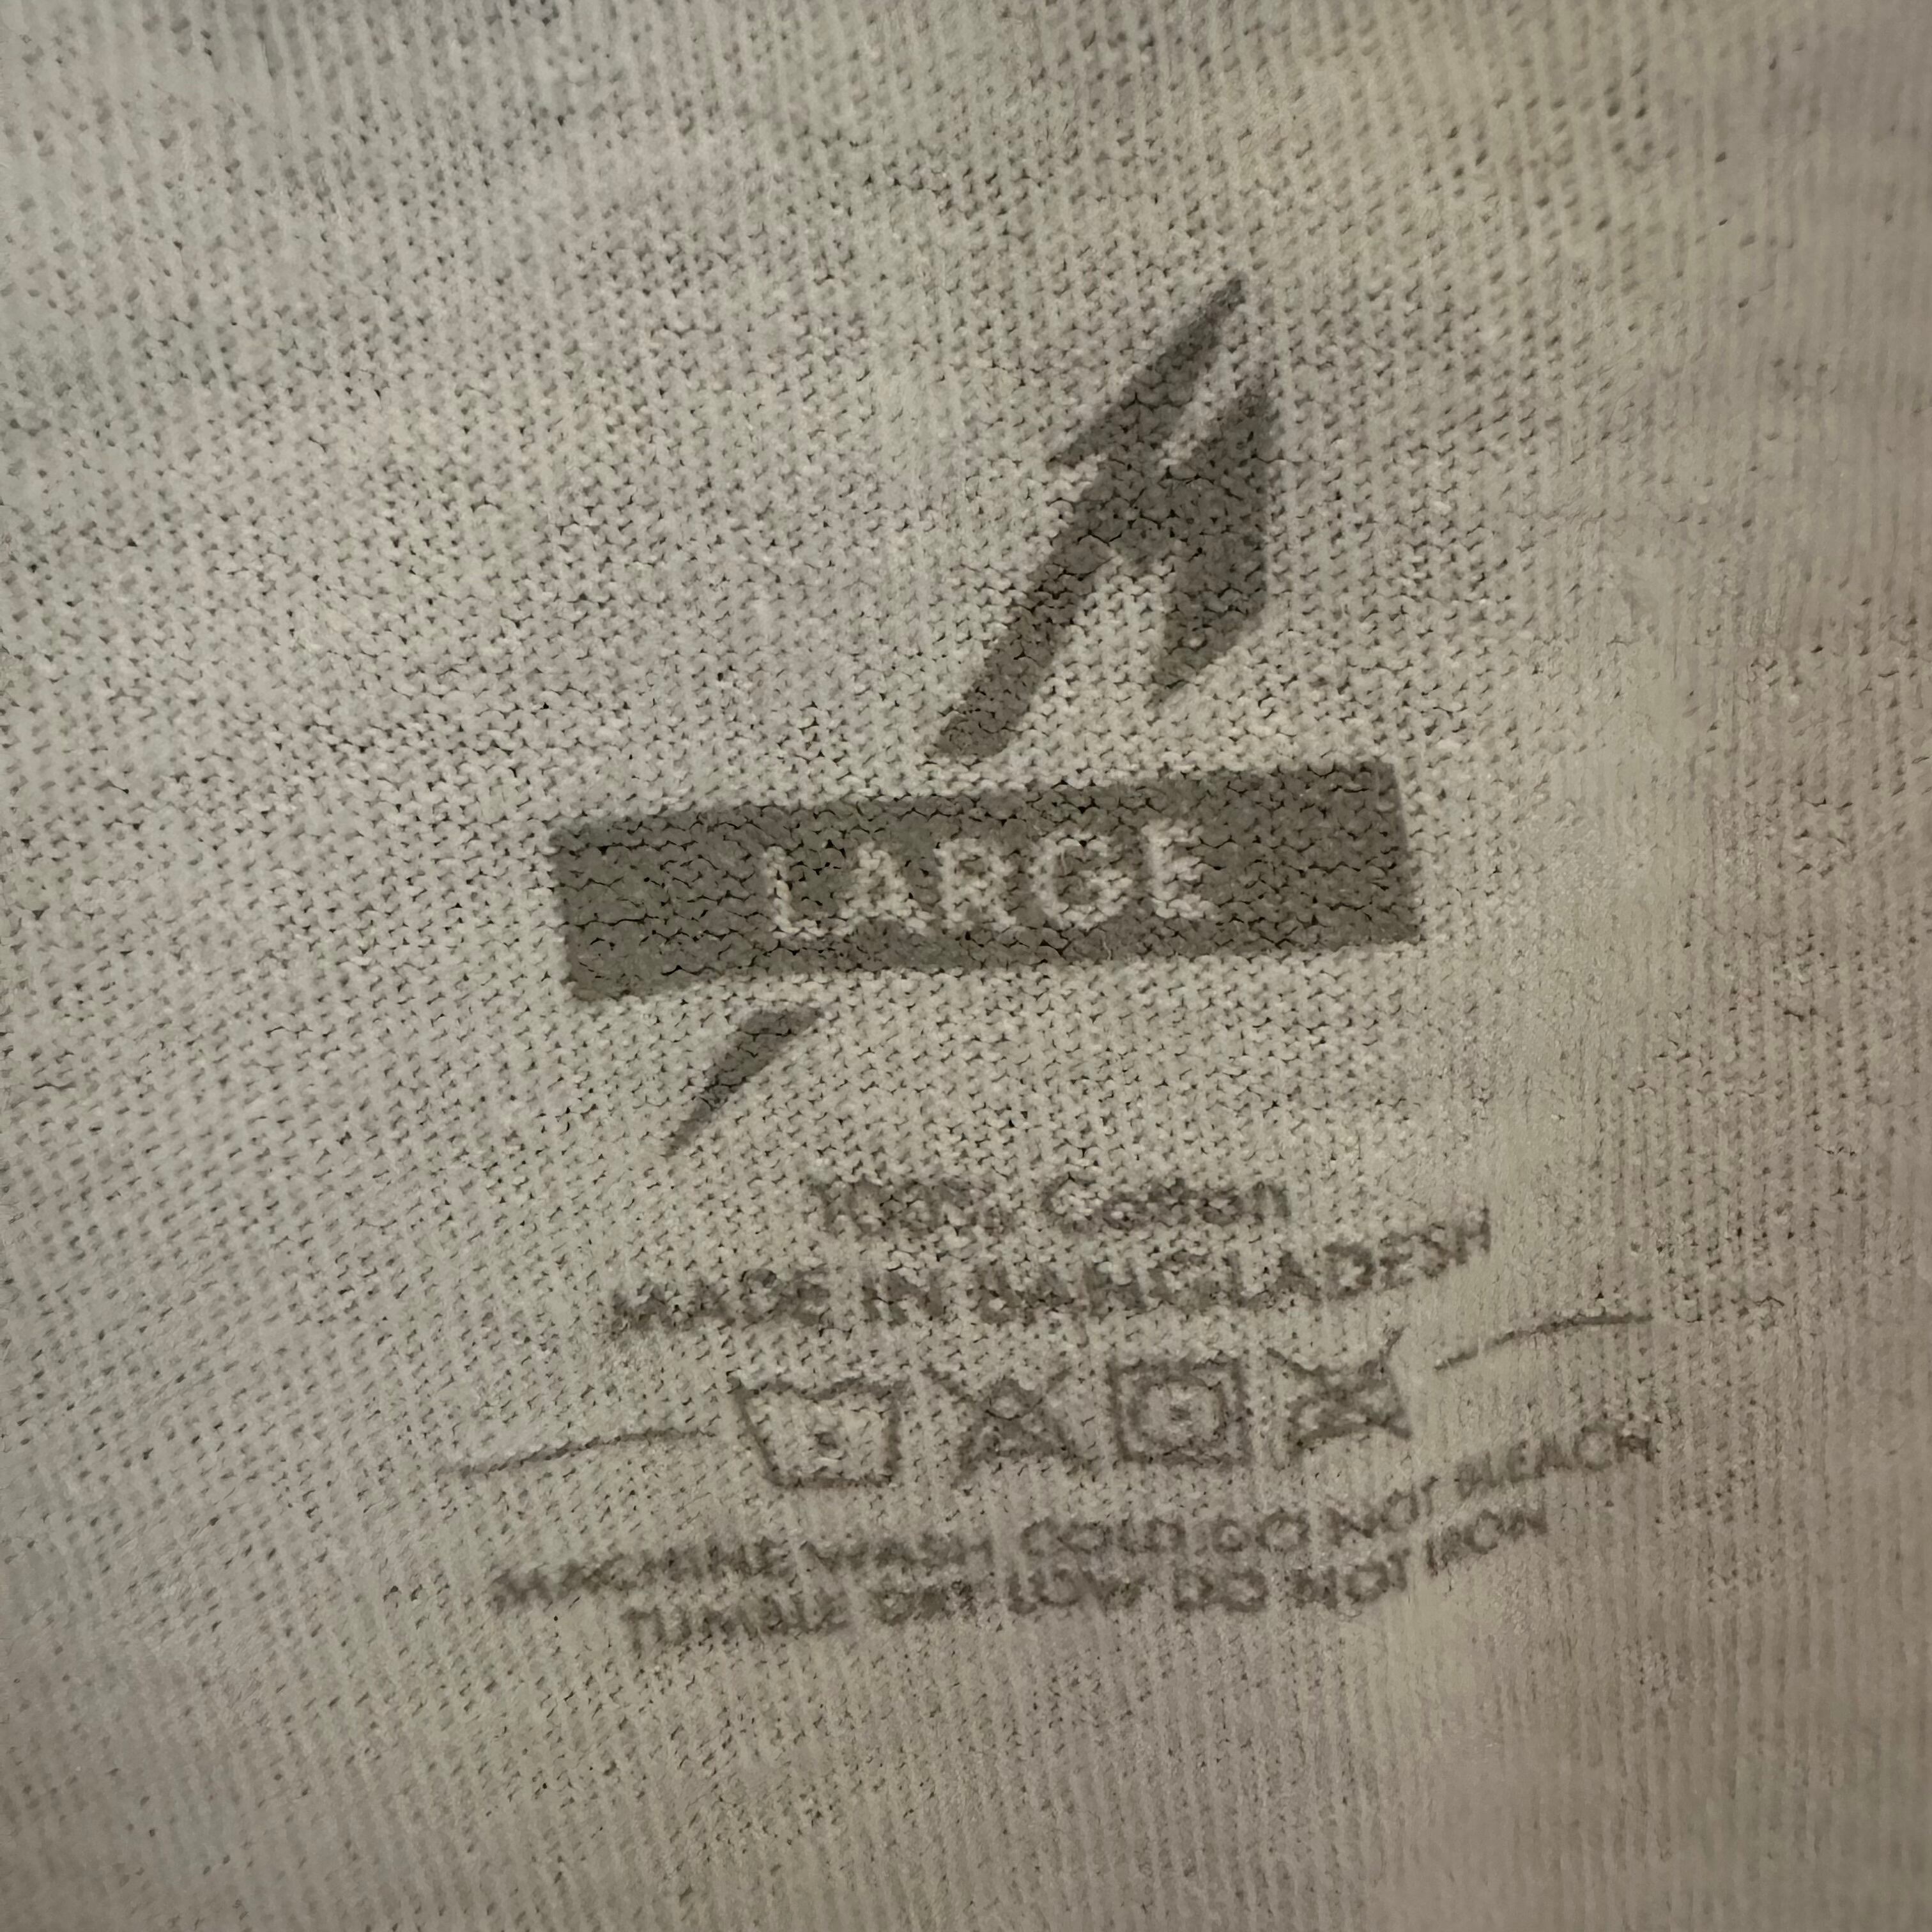 LARGE
100% Cotton
MADE IN BANGLADESH
MACHINE WASH COLD DO NOT BLEACH
TUMBLE DRY LOW DO NOT IRON